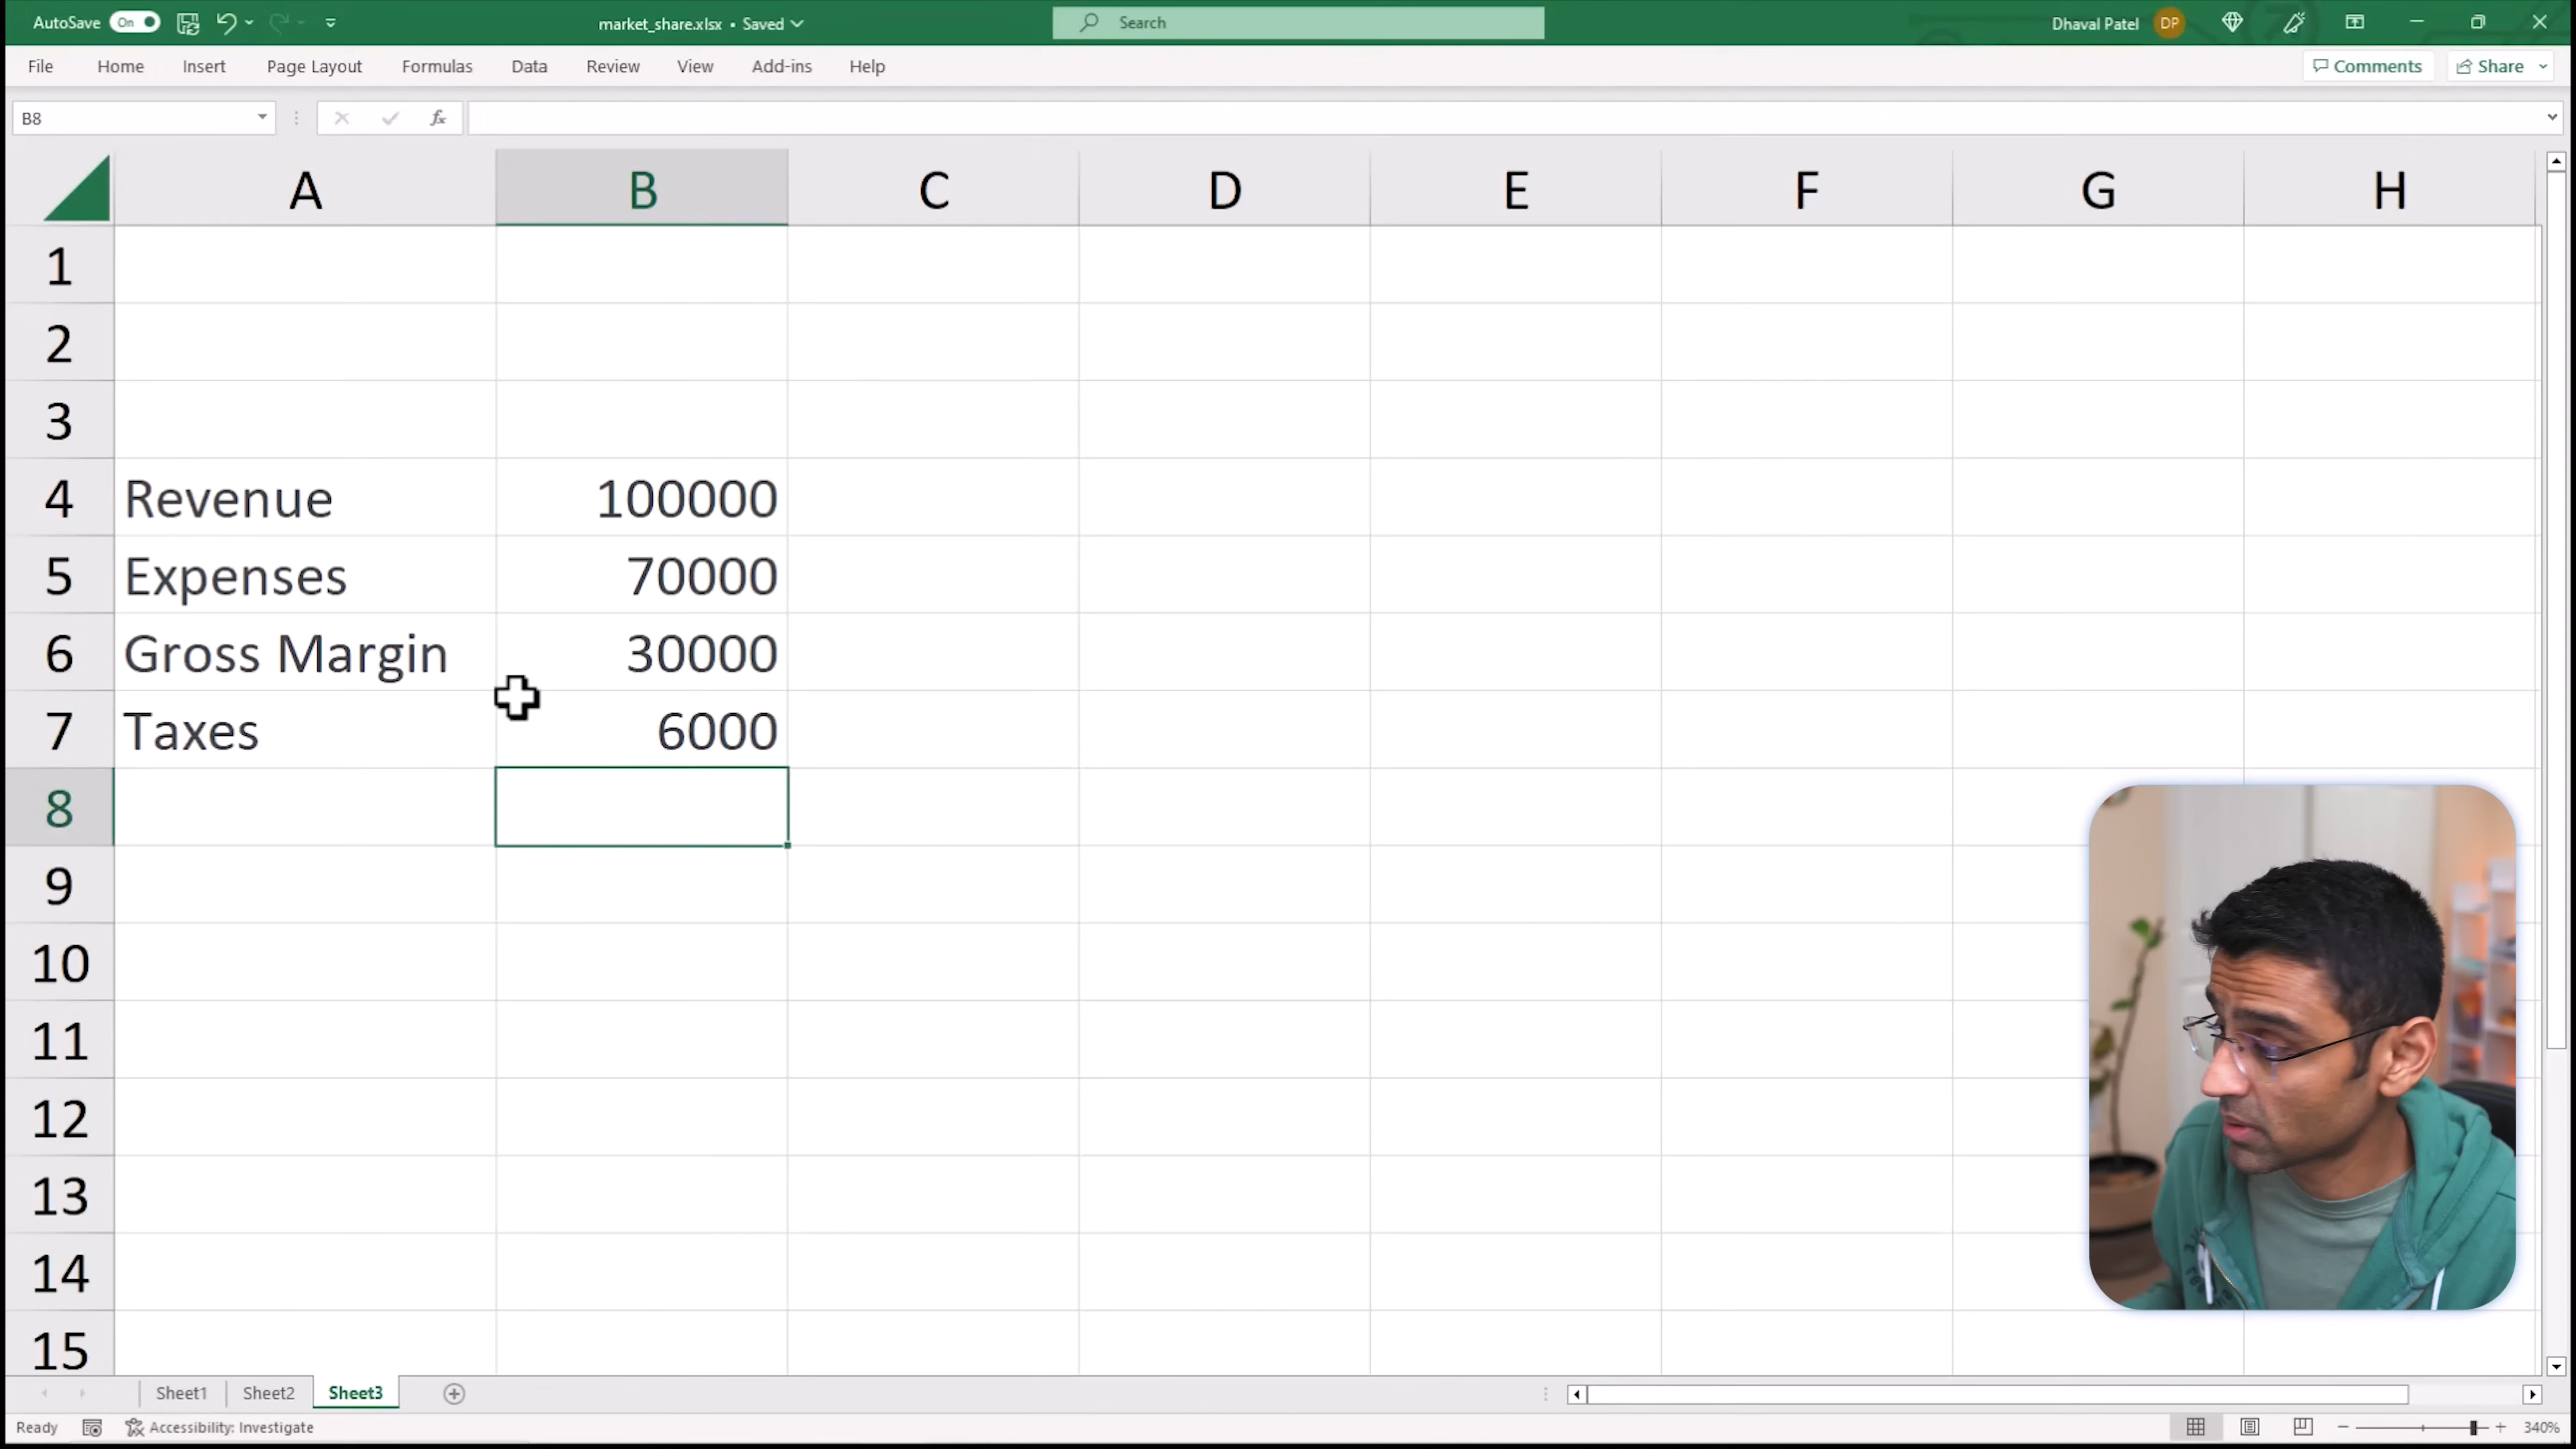 AutoSave On market_share.xlsx • Saved Search Dhaval Patel DP
File Home Insert Page Layout Formulas Data Review View Add-ins Help Comments Share
B8 fx
A B C D E F G H
1
2
3
4 Revenue 100000
5 Expenses 70000
6 Gross Margin 30000
7 Taxes 6000
8
9
10
11
12
13
14
15
Sheet1 Sheet2 Sheet3
Ready Accessibility: Investigate 340%